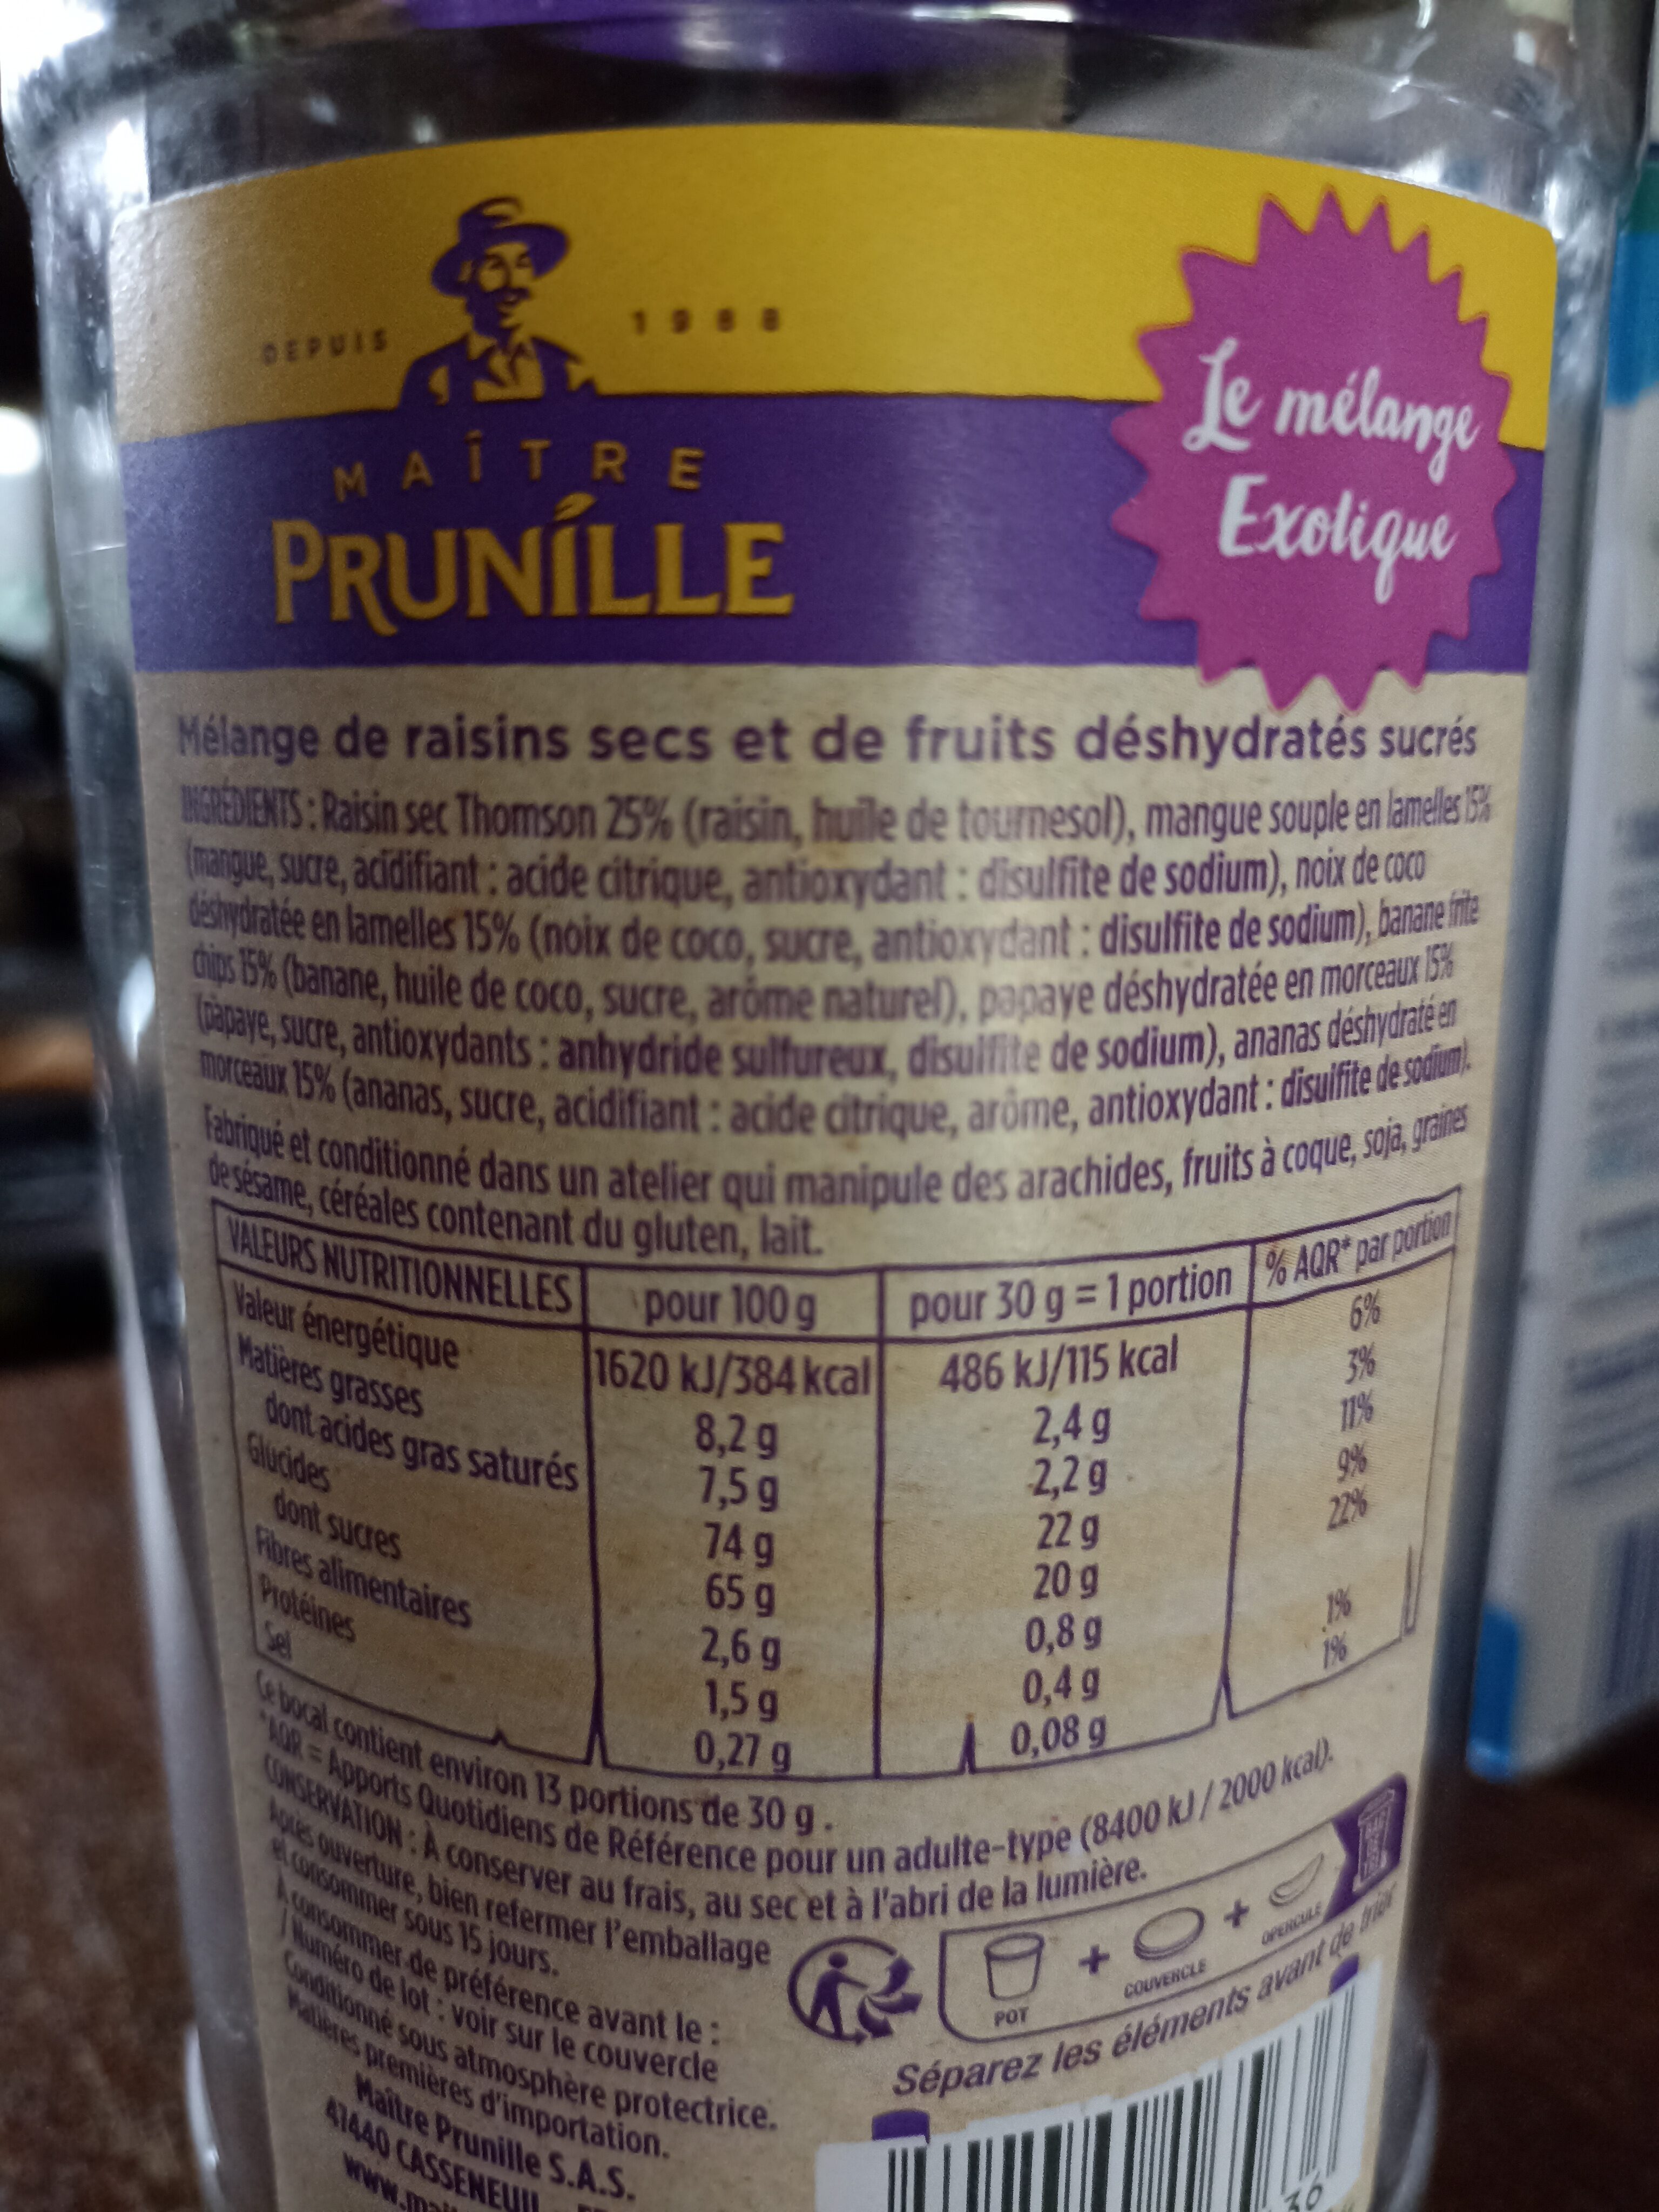 DEPUIS 1988
MAÎTRE
PRUNILLE
Le mélange
Exotique
Mélange de raisins secs et de fruits déshydratés sucrés
INGRÉDIENTS : Raisin sec Thomson 25% (raisin, huile de tournesol), mangue souple en lamelles 15%
(mangue, sucre, acidifiant : acide citrique, antioxydant : disulfite de sodium), noix de coco
déshydratée en lamelles 15% (noix de coco, sucre, antioxydant : disulfite de sodium), banane frite
chips 15% (banane, huile de coco, sucre, arôme naturel), papaye déshydratée en morceaux 15%
(papaye, sucre, antioxydants : anhydride sulfureux, disulfite de sodium), ananas déshydraté en
morceaux 15% (ananas, sucre, acidifiant : acide citrique, arôme, antioxydant : disulfite de sodium).
Fabriqué et conditionné dans un atelier qui manipule des arachides, fruits à coque, soja, graines
de sésame, céréales contenant du gluten, lait.
VALEURS NUTRITIONNELLES pour 100 g pour 30 g = 1 portion % AQR* par portion
Valeur énergétique 1620 kJ/384 kcal 486 kJ/115 kcal 6%
Matières grasses 8,2 g 2,4 g 3%
dont acides gras saturés 7,5 g 2,2 g 11%
Glucides 74 g 22 g 9%
dont sucres 65 g 20 g 22%
Fibres alimentaires 2,6 g 0,8 g
Protéines 1,5 g 0,4 g 1%
Sel 0,27 g 0,08 g 1%
Ce bocal contient environ 13 portions de 30 g.
*AQR = Apports Quotidiens de Référence pour un adulte-type (8400 kJ / 2000 kcal).
CONSERVATION : À conserver au frais, au sec et à l'abri de la lumière.
Après ouverture, bien refermer l'emballage
et consommer sous 15 jours.
À consommer de préférence avant le :
/ Numéro de lot : voir sur le couvercle
Conditionné sous atmosphère protectrice.
Matières premières d'importation.
Maître Prunille S.A.S.
47440 CASSENEUIL
www.mai
POT + COUVERCLE + OPERCULE
Séparez les éléments avant de trier
36